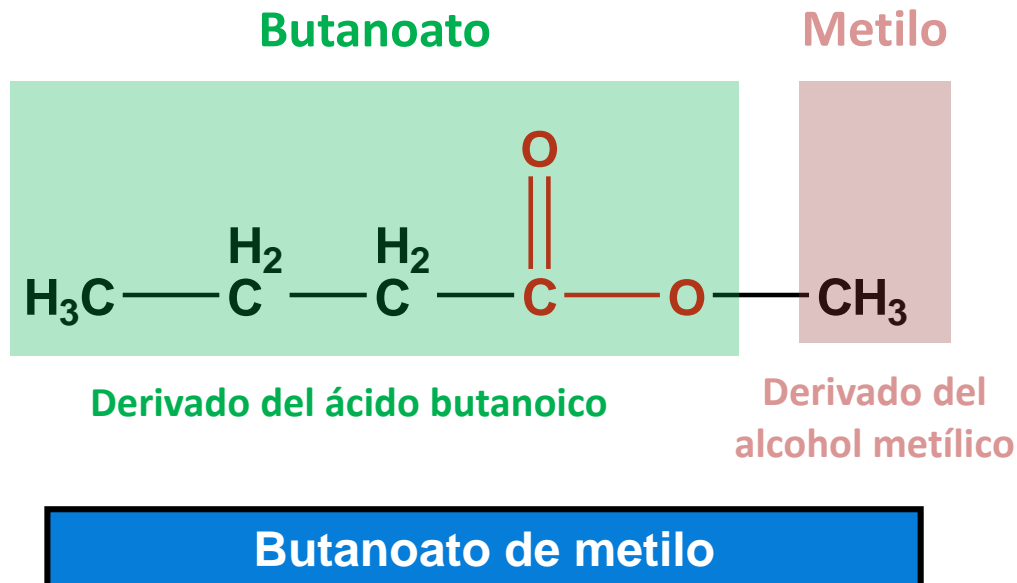 Butanoato Metilo
O
H2 H2
H3C C C C O CH3
Derivado del ácido butanoico
Derivado del
alcohol metílico
Butanoato de metilo